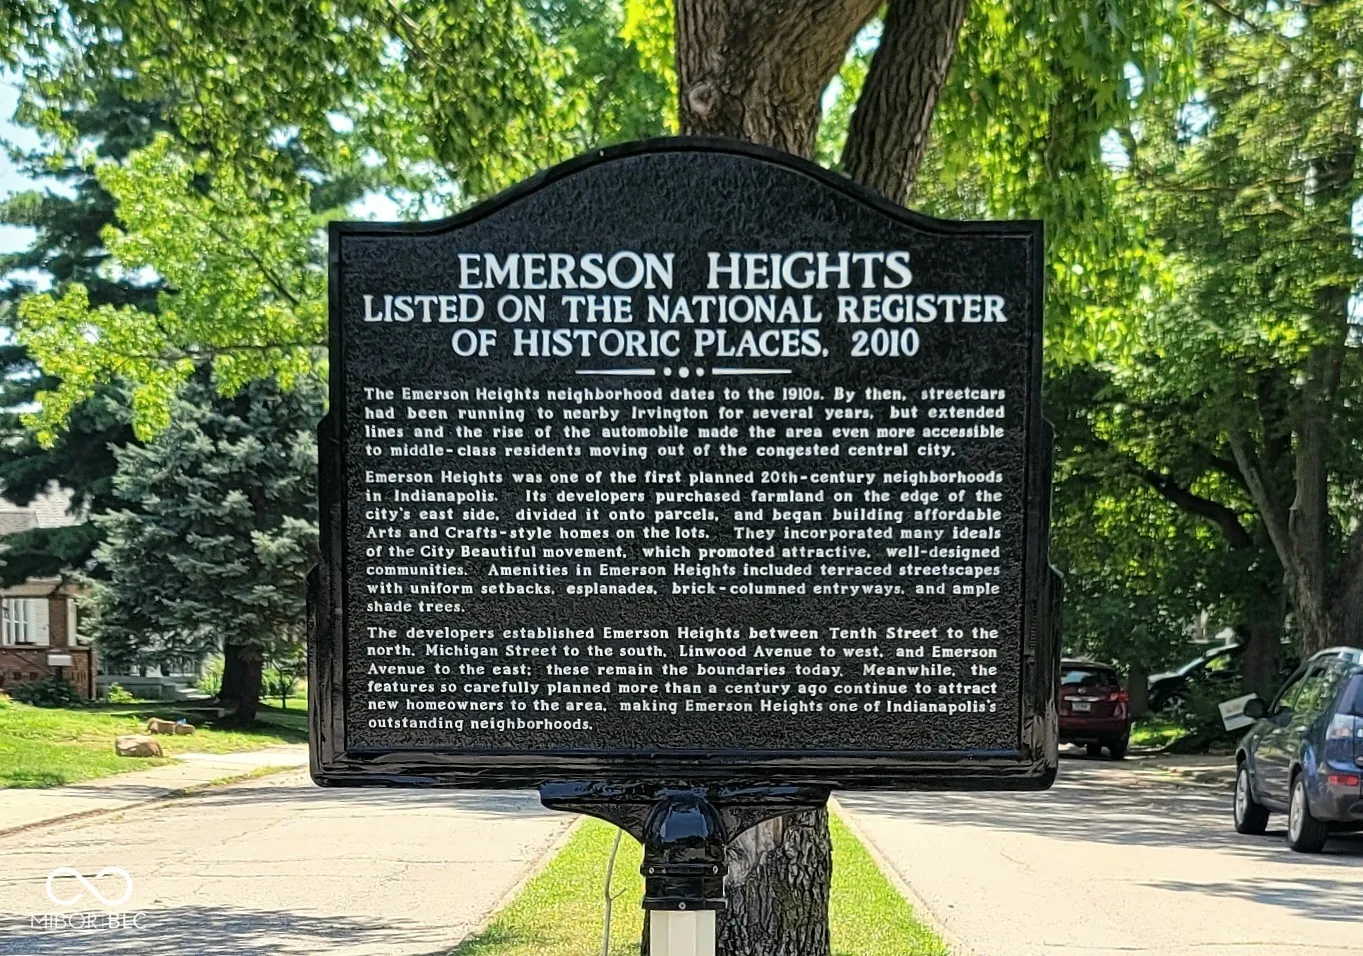 EMERSON HEIGHTS
LISTED ON THE NATIONAL REGISTER
OF HISTORIC PLACES, 2010
The Emerson Heights neighborhood dates to the 1910s. By then, streetcars
had been running to nearby Irvington for several years, but extended
lines and the rise of the automobile made the area even more accessible
to middle-class residents moving out of the congested central city.
Emerson Heights was one of the first planned 20th-century neighborhoods
in Indianapolis. Its developers purchased farmland on the edge of the
city's east side, divided it onto parcels, and began building affordable
Arts and Crafts-style homes on the lots. They incorporated many ideals
of the City Beautiful movement, which promoted attractive, well-designed
communities. Amenities in Emerson Heights included terraced streetscapes
with uniform setbacks, esplanades, brick-columned entryways, and ample
shade trees.
The developers established Emerson Heights between Tenth Street to the
north, Michigan Street to the south, Linwood Avenue to west, and Emerson
Avenue to the east; these remain the boundaries today. Meanwhile, the
features so carefully planned more than a century ago continue to attract
new homeowners to the area, making Emerson Heights one of Indianapolis's
outstanding neighborhoods.
MIBOR BLC